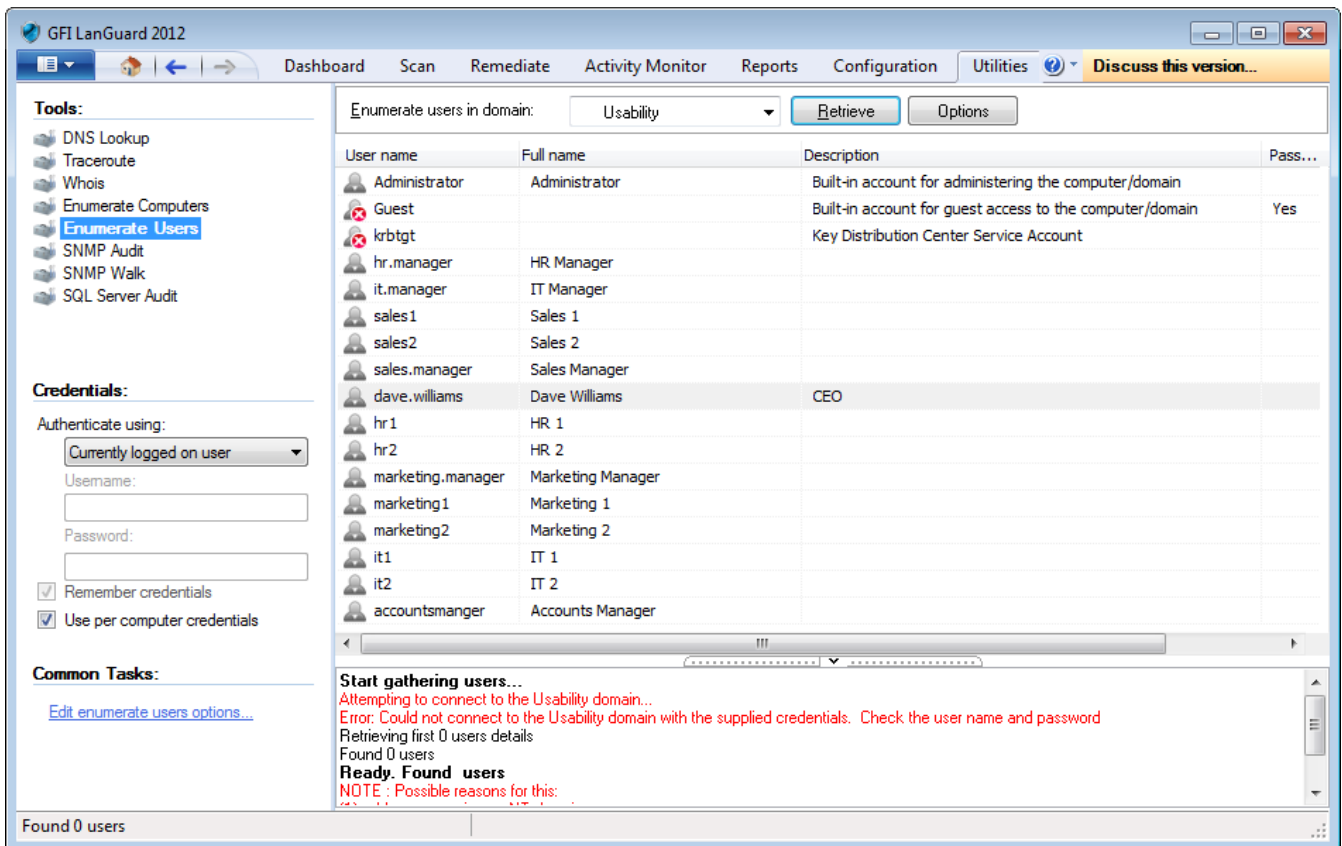 GFI LanGuard 2012
Dashboard Scan Remediate Activity Monitor Reports Configuration Utilities Discuss this version...
Tools:
DNS Lookup
Traceroute
Whois
Enumerate Computers
Enumerate Users
SNMP Audit
SNMP Walk
SQL Server Audit
Credentials:
Authenticate using:
Currently logged on user
Username:
Password:
Remember credentials
Use per computer credentials
Common Tasks:
Edit enumerate users options...
Enumerate users in domain: Usability Retrieve Options
User name Full name Description Pass...
Administrator Administrator Built-in account for administering the computer/domain
Guest Built-in account for guest access to the computer/domain Yes
krbtgt Key Distribution Center Service Account
hr.manager HR Manager
it.manager IT Manager
sales1 Sales 1
sales2 Sales 2
sales.manager Sales Manager
dave.williams Dave Williams CEO
hr1 HR 1
hr2 HR 2
marketing.manager Marketing Manager
marketing1 Marketing 1
marketing2 Marketing 2
it1 IT 1
it2 IT 2
accountsmanger Accounts Manager
Start gathering users...
Attempting to connect to the Usability domain...
Error: Could not connect to the Usability domain with the supplied credentials. Check the user name and password
Retrieving first 0 users details
Found 0 users
Ready. Found users
NOTE : Possible reasons for this:
Found 0 users